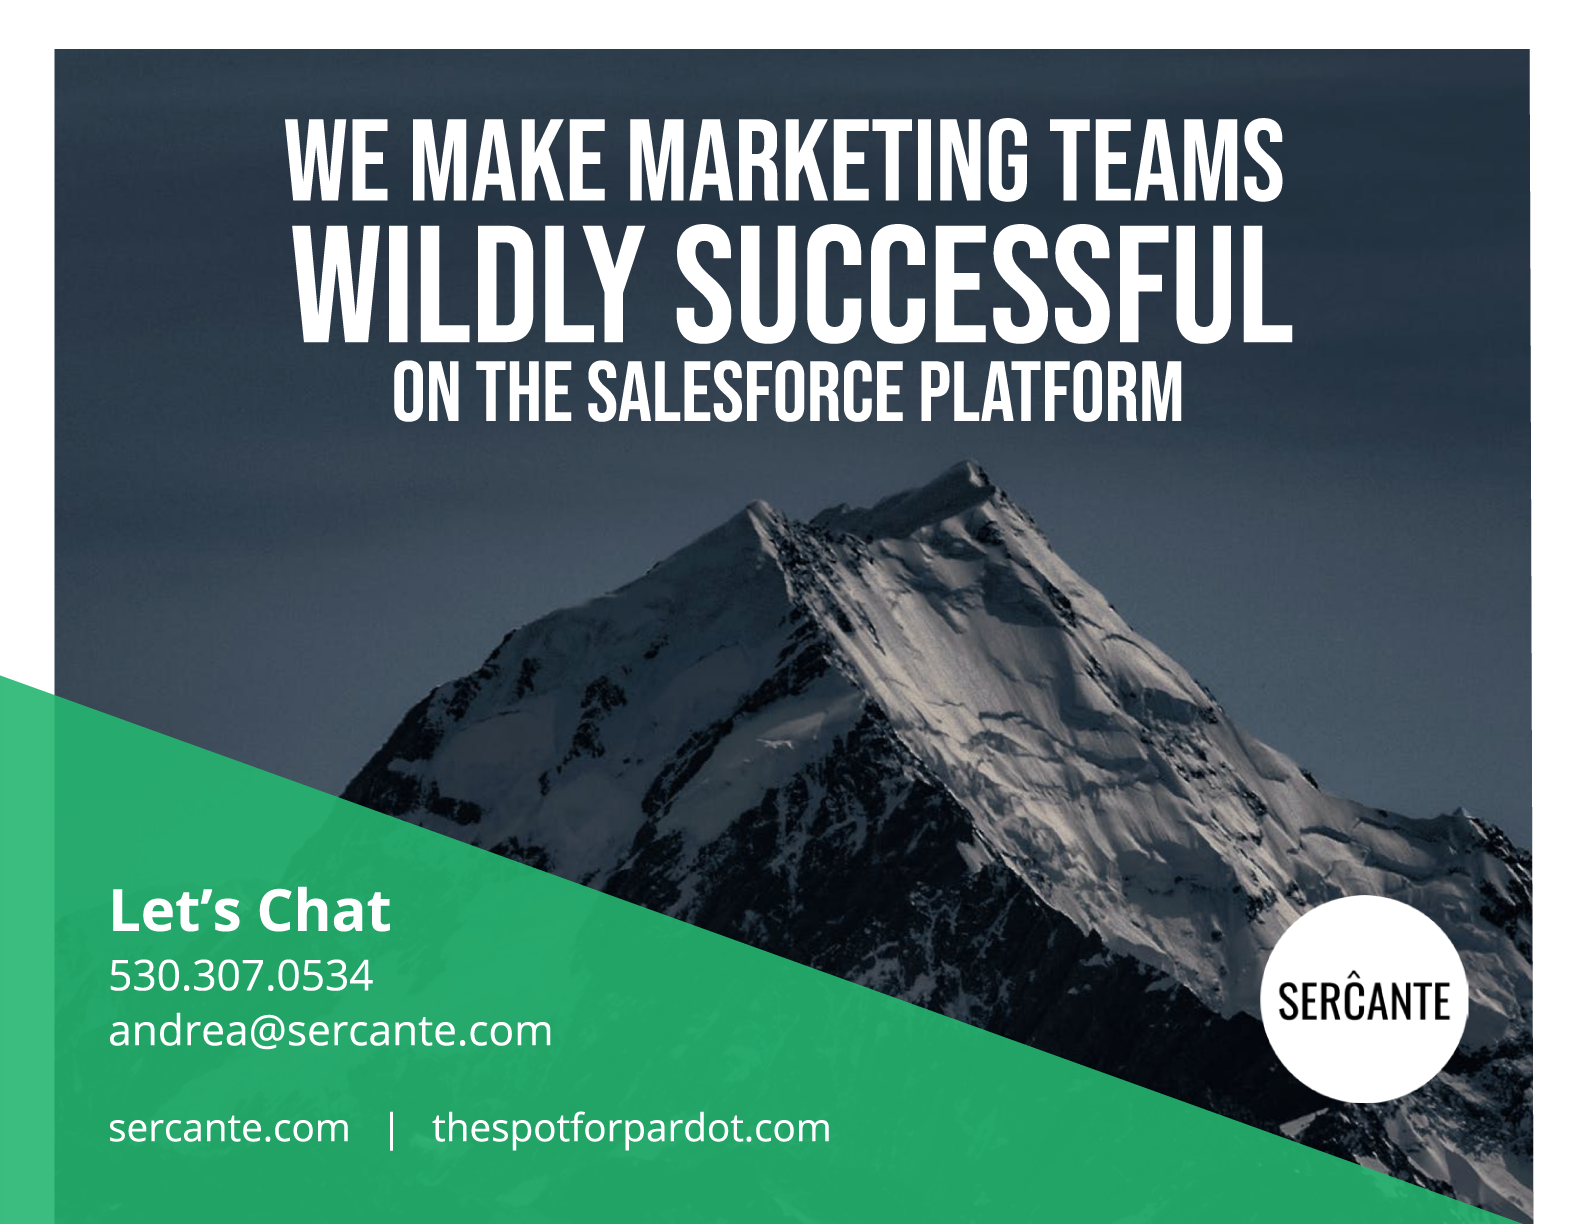 WE MAKE MARKETING TEAMS
WILDLY SUCCESSFUL
ON THE SALESFORCE PLATFORM
Let’s Chat
530.307.0534
andrea@sercante.com
sercante.com | thespotforpardot.com
SERĈANTE